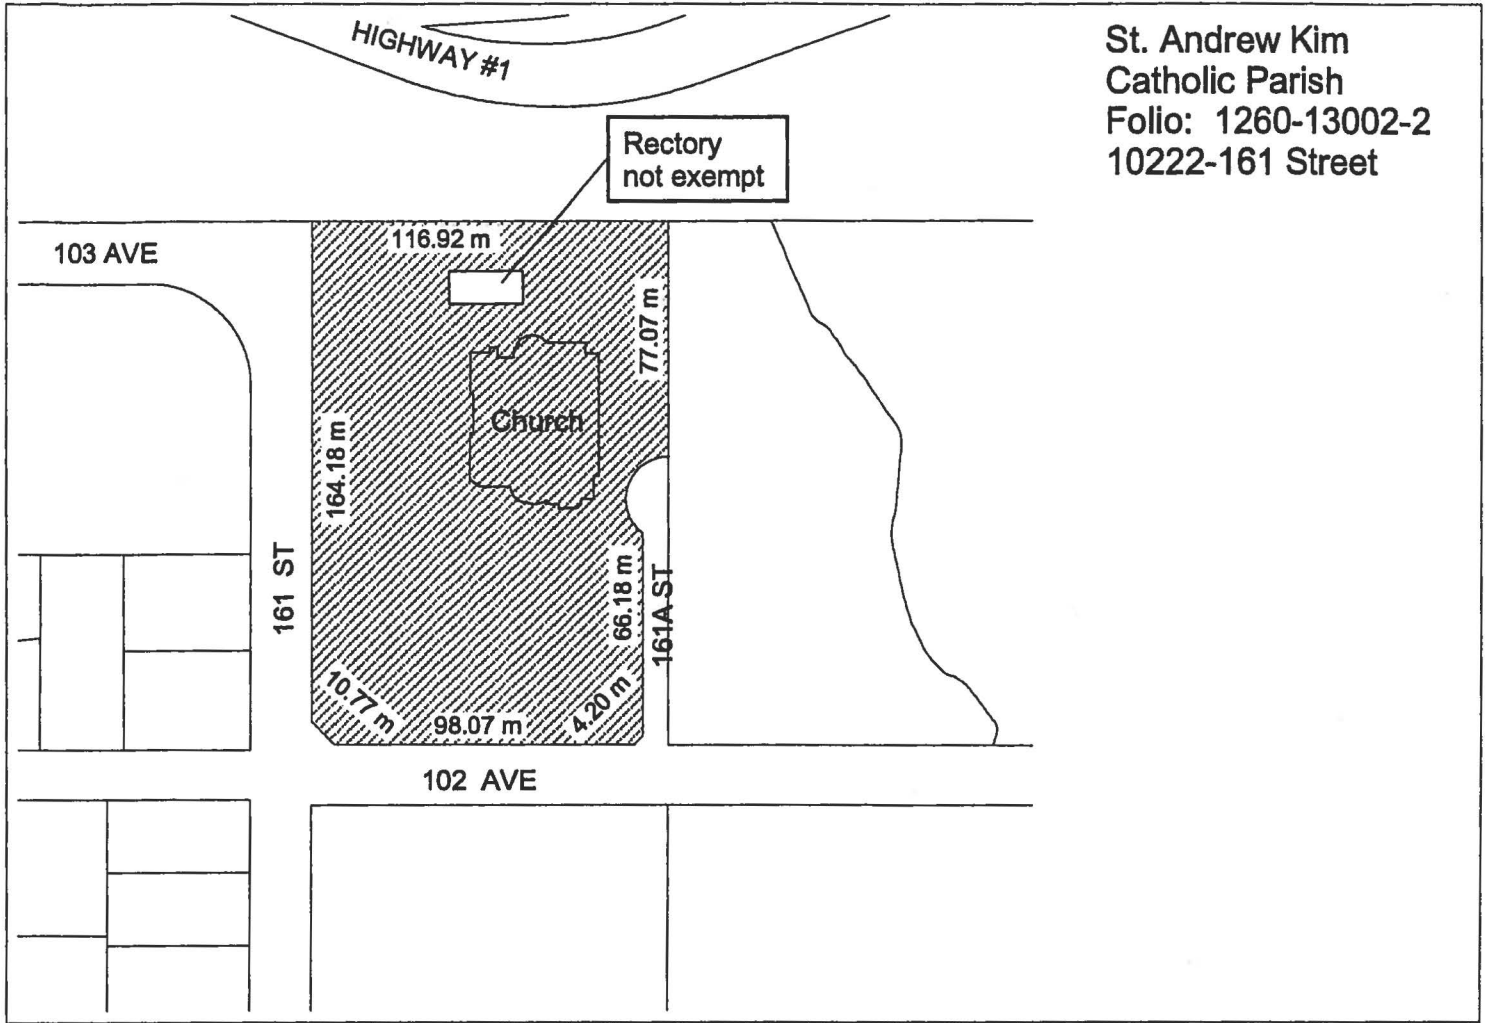 HIGHWAY #1
St. Andrew Kim
Catholic Parish
Folio: 1260-13002-2
10222-161 Street
Rectory
not exempt
103 AVE
116.92 m
77.07 m
Church
164.18 m
161 ST
66.18 m
161A ST
10.77 m
98.07 m
4.20 m
102 AVE